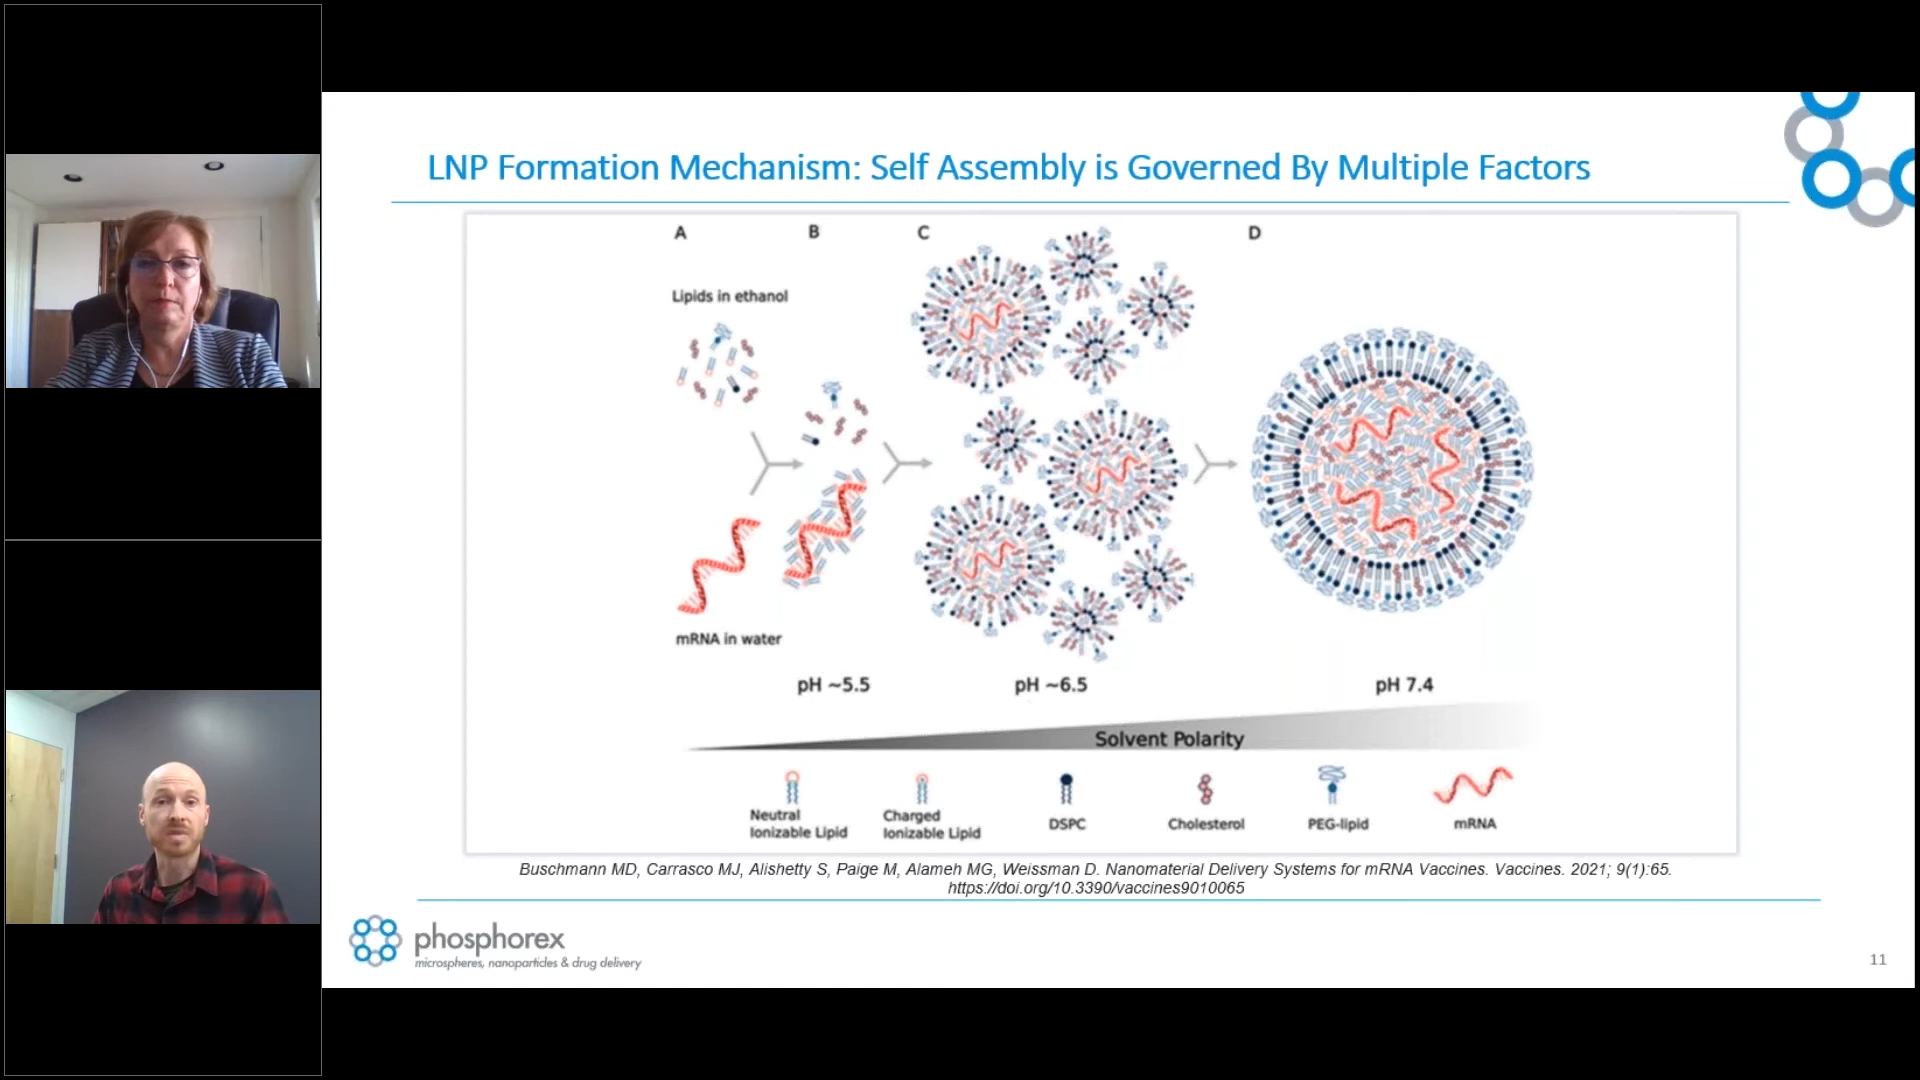 LNP Formation Mechanism: Self Assembly is Governed By Multiple Factors
A B C D
Lipids in ethanol
mRNA in water
pH ~5.5 pH ~6.5 pH 7.4
Solvent Polarity
Neutral
Ionizable Lipid
Charged
Ionizable Lipid
DSPC
Cholesterol
PEG-lipid
mRNA
Buschmann MD, Carrasco MJ, Alishetty S, Paige M, Alameh MG, Weissman D. Nanomaterial Delivery Systems for mRNA Vaccines. Vaccines. 2021; 9(1):65.
https://doi.org/10.3390/vaccines9010065
phosphorex
microspheres, nanoparticles & drug delivery
11